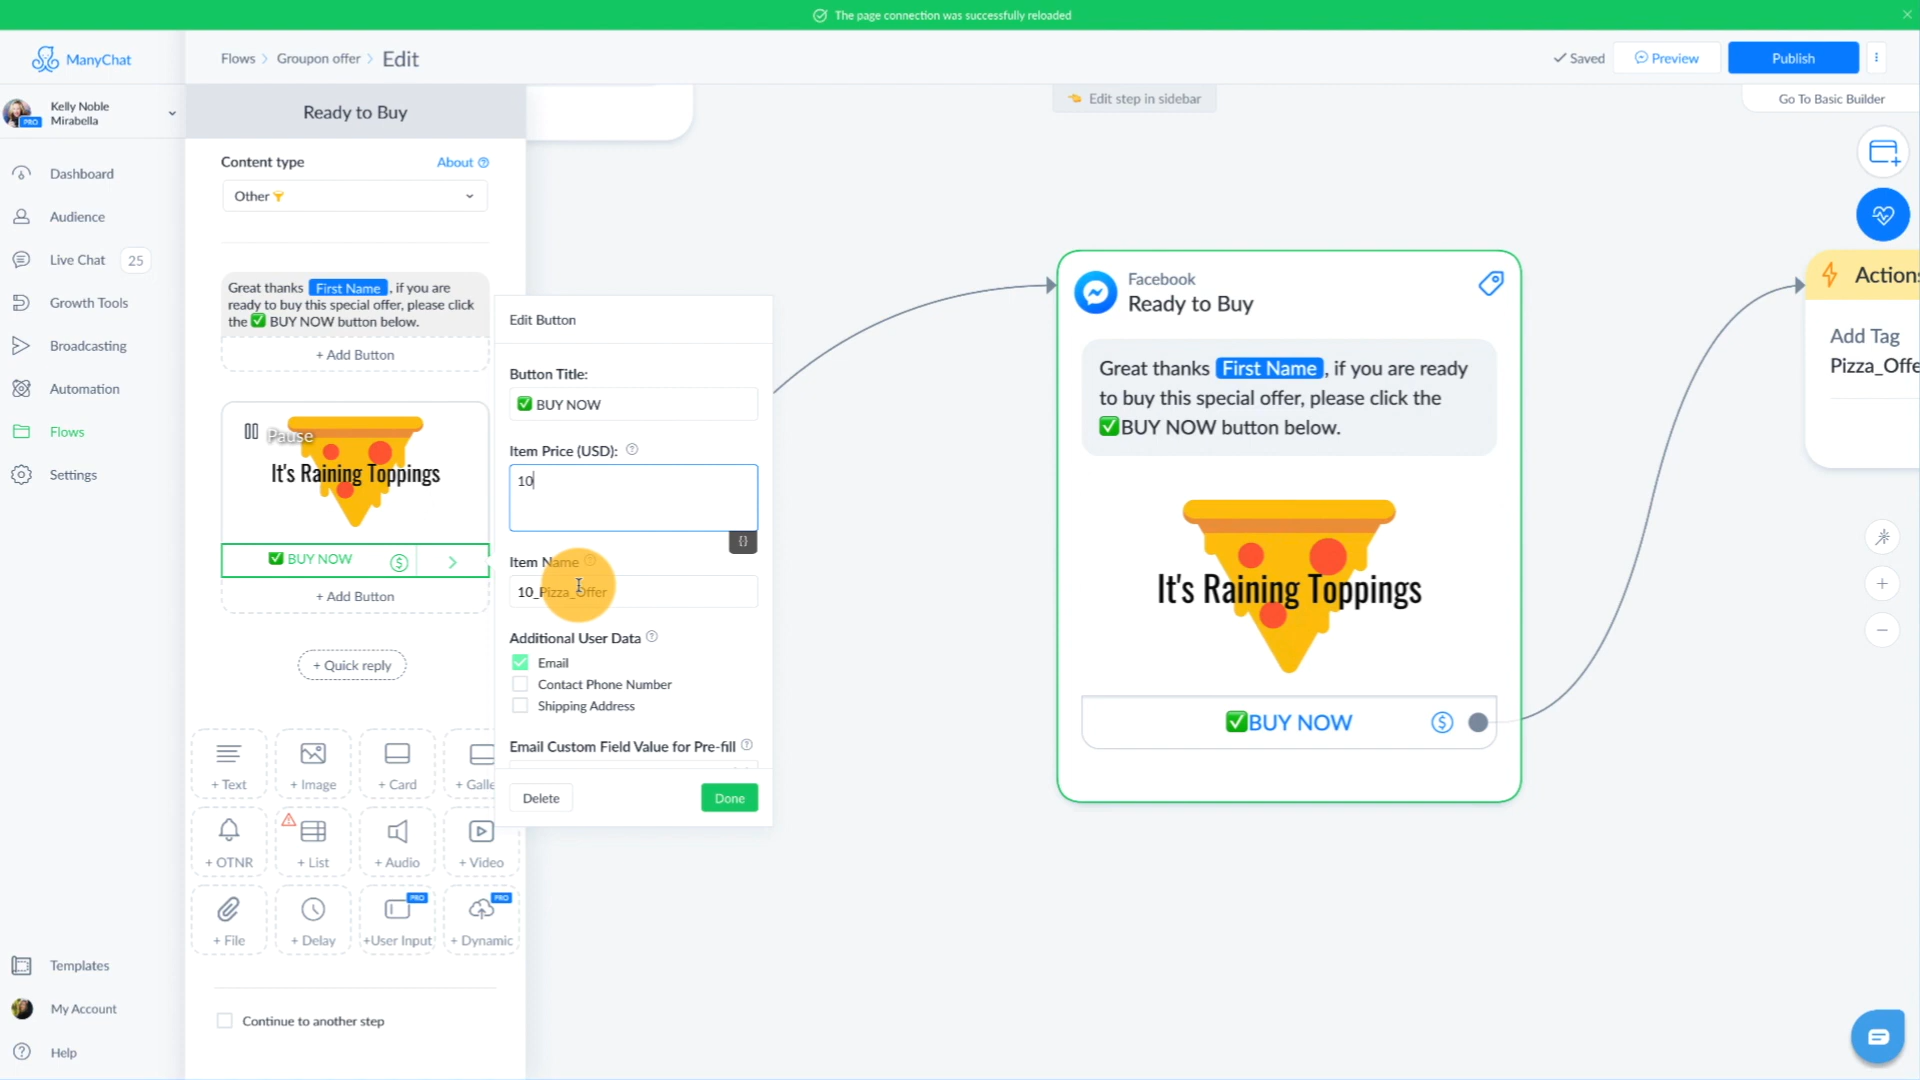 The page connection was successfully reloaded
ManyChat
Flows
Groupon offer
Edit
Saved
Preview
Publish
Kelly Noble
Mirabella
PRO
Ready to Buy
Edit step in sidebar
Go To Basic Builder
Dashboard
Audience
Live Chat
25
Growth Tools
Broadcasting
Automation
Flows
Settings
Templates
My Account
Help
Content type
About
Other
Great thanks First Name , if you are
ready to buy this special offer, please click
the ✅ BUY NOW button below.
+ Add Button
Pause
It's Raining Toppings
✅ BUY NOW
+ Add Button
+ Quick reply
+ Text
+ Image
+ Card
+ Galle
+ OTNR
+ List
+ Audio
+ Video
+ File
+ Delay
PRO
+User Input
PRO
+ Dynamic
Continue to another step
Edit Button
Button Title:
✅ BUY NOW
Item Price (USD):
10
{}
Item Name
10_Pizza_Offer
Additional User Data
Email
Contact Phone Number
Shipping Address
Email Custom Field Value for Pre-fill
Delete
Done
Facebook
Ready to Buy
Great thanks First Name , if you are ready
to buy this special offer, please click the
✅BUY NOW button below.
It's Raining Toppings
✅BUY NOW
Actions
Add Tag
Pizza_Offe